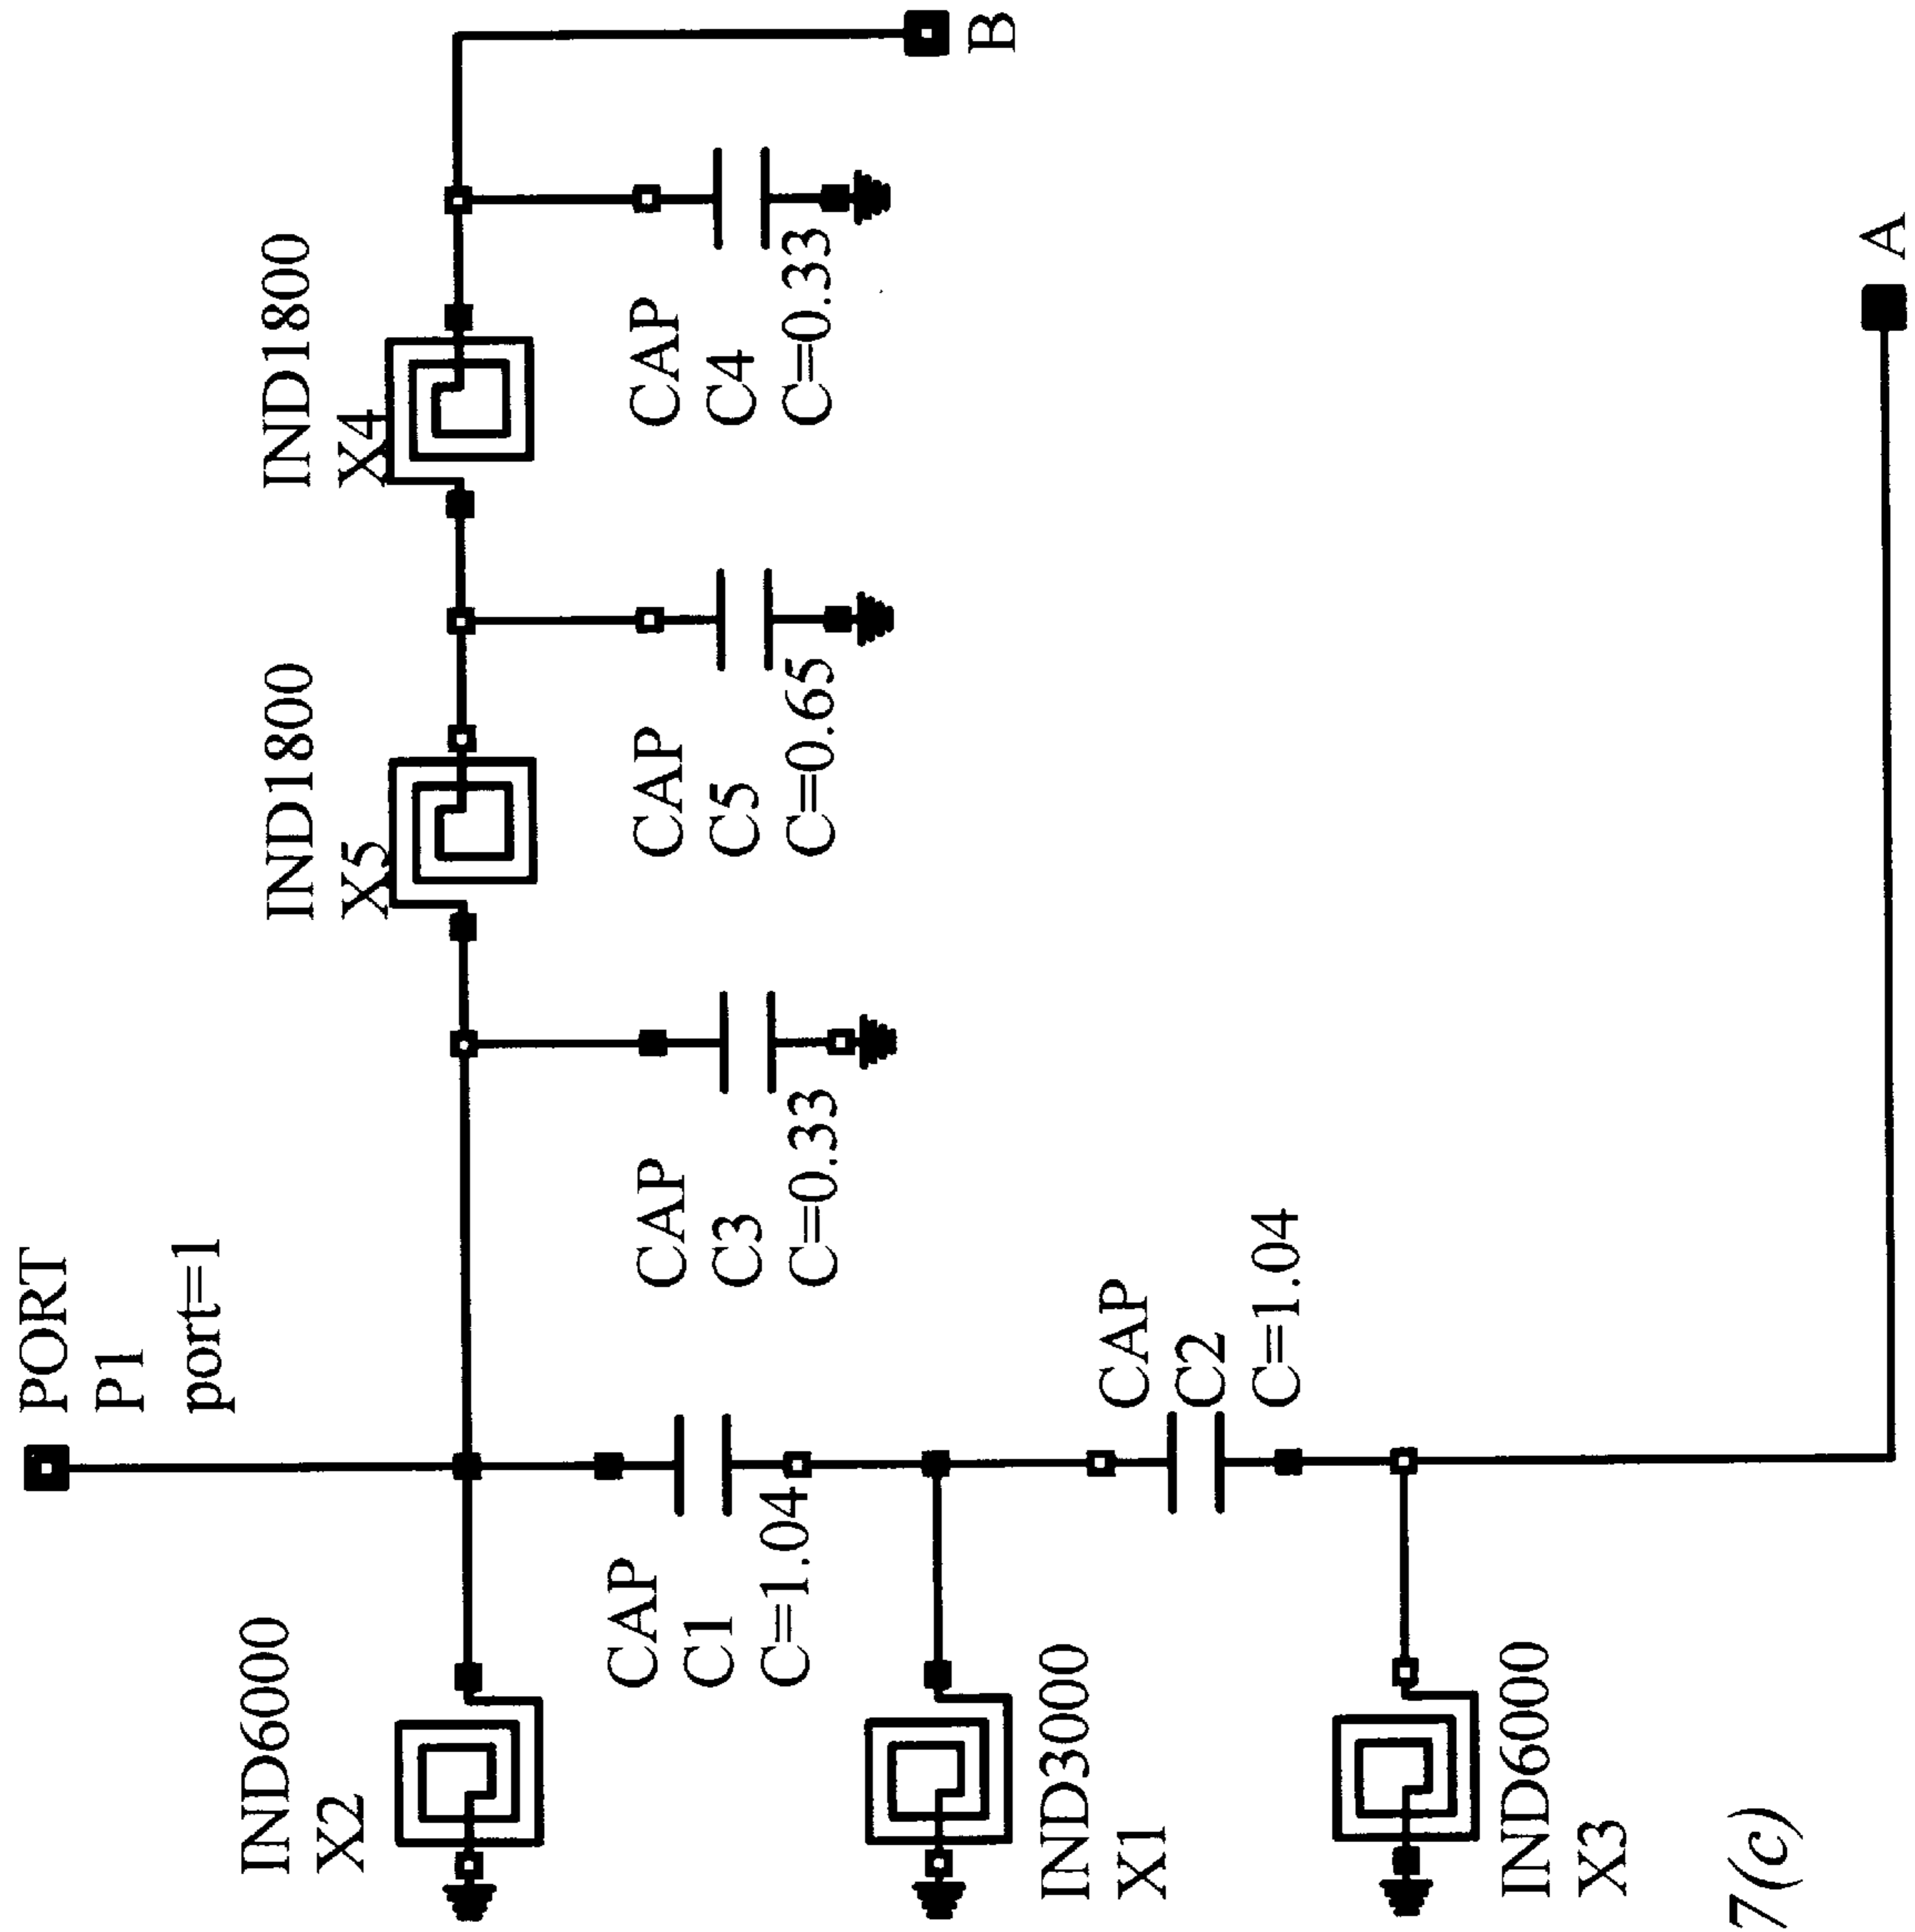 PORT
P1
port=1
B
IND1800
X4
CAP
C4
C=0.33
IND1800
X5
CAP
C5
C=0.65
CAP
C3
C=0.33
IND6000
X2
CAP
C1
C=1.04
CAP
C2
C=1.04
IND3000
X1
IND6000
X3
A
7(c)